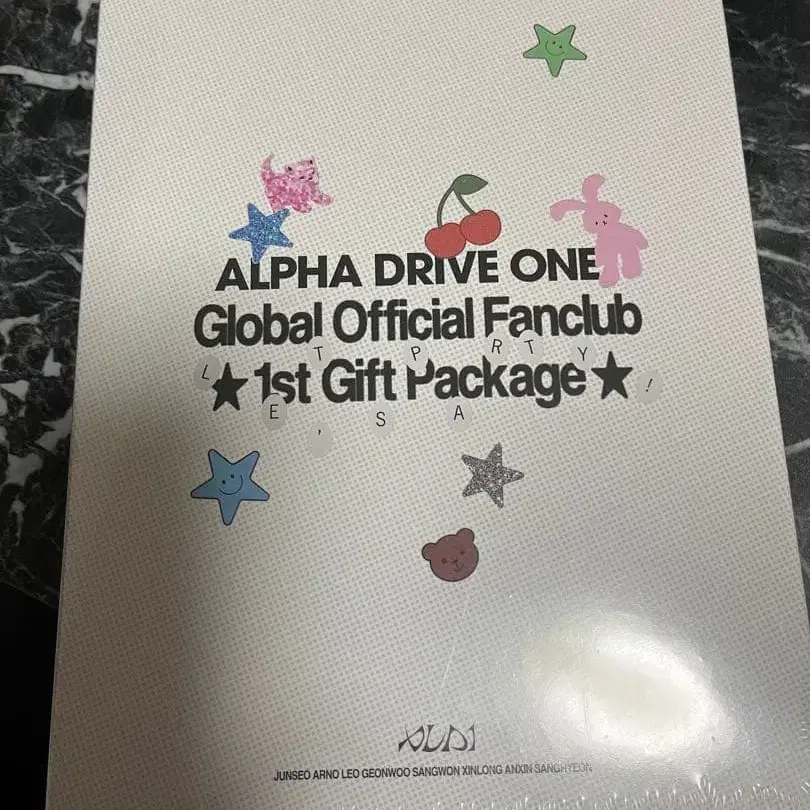 ALPHA DRIVE ONE
Global Official Fanclub
★ 1st Gift Package ★
LET'S PARTY!
ALD1
JUNSEO ARNO LEO GEONWOO SANGWON XINLONG ANXIN SANGHYEON